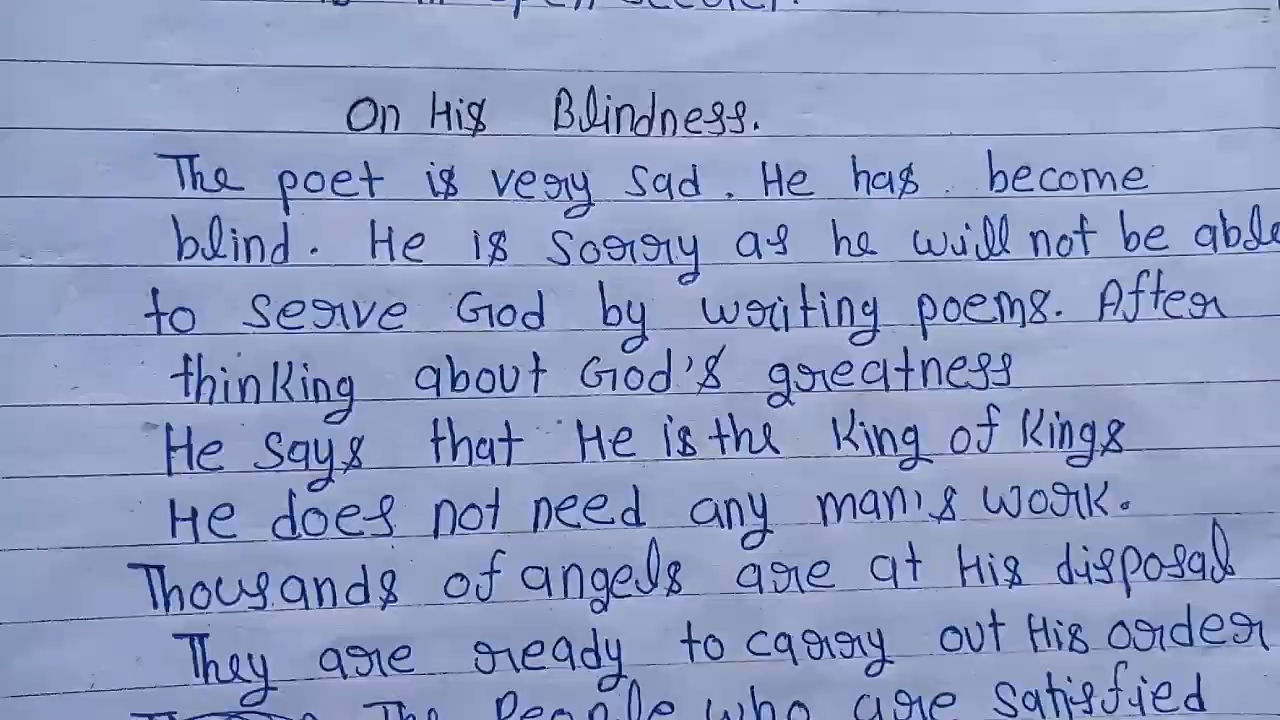 On His Blindness.
The poet is very sad. He has become
blind. He is sorry as he will not be able
to serve God by writing poems. After
thinking about God's greatness
He says that He is the King of Kings
He does not need any man's work.
Thousands of angels are at His disposal
They are ready to carry out His order
The People who are satisfied